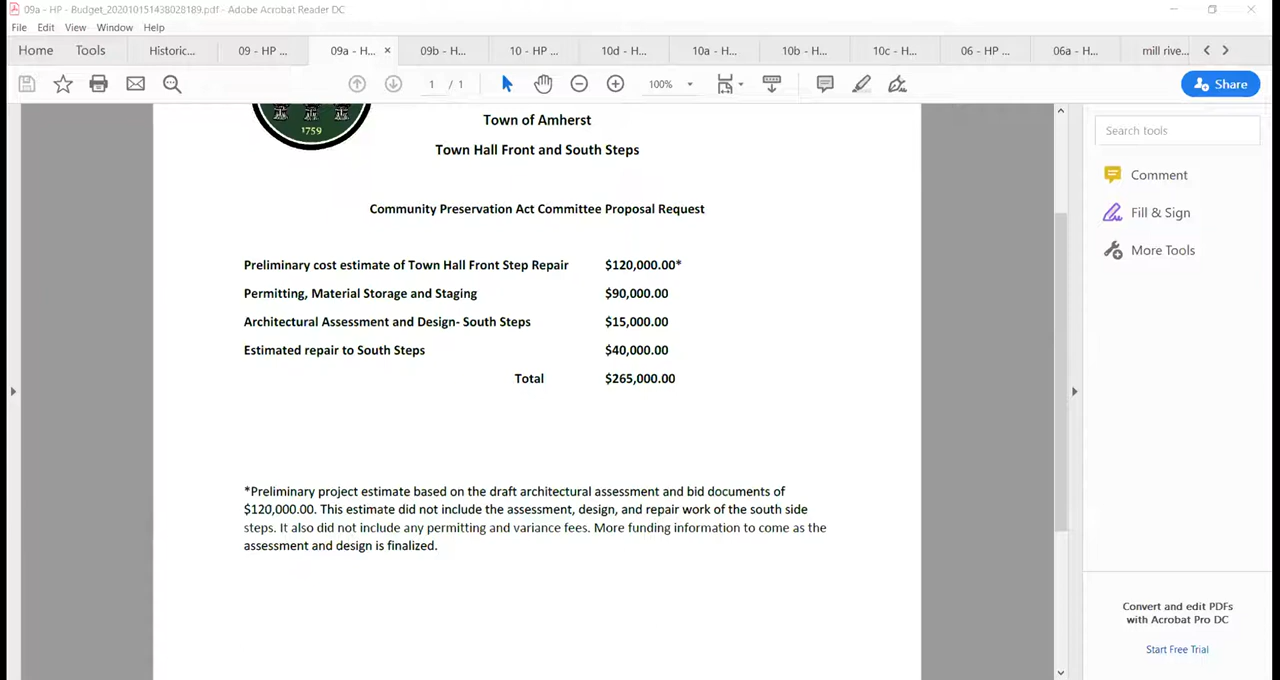 09a - HP - Budget_202010151438028189.pdf - Adobe Acrobat Reader DC
File Edit View Window Help
Home Tools Historic... 09 - HP ... 09a - H... × 09b - H... 10 - HP ... 10d - H... 10a - H... 10b - H... 10c - H... 06 - HP ... 06a - H... mill rive...
1 / 1 100% Share
1759
Town of Amherst
Town Hall Front and South Steps
Community Preservation Act Committee Proposal Request
Preliminary cost estimate of Town Hall Front Step Repair $120,000.00*
Permitting, Material Storage and Staging $90,000.00
Architectural Assessment and Design- South Steps $15,000.00
Estimated repair to South Steps $40,000.00
Total $265,000.00
*Preliminary project estimate based on the draft architectural assessment and bid documents of
$120,000.00. This estimate did not include the assessment, design, and repair work of the south side
steps. It also did not include any permitting and variance fees. More funding information to come as the
assessment and design is finalized.
Search tools
Comment
Fill & Sign
More Tools
Convert and edit PDFs
with Acrobat Pro DC
Start Free Trial